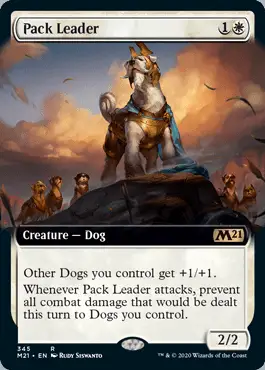 Pack Leader 1
Creature — Dog M21
Other Dogs you control get +1/+1.
Whenever Pack Leader attacks, prevent
all combat damage that would be dealt
this turn to Dogs you control.
2/2
345 R
M21 • EN RUDY SISWANTO ™ & © 2020 Wizards of the Coast